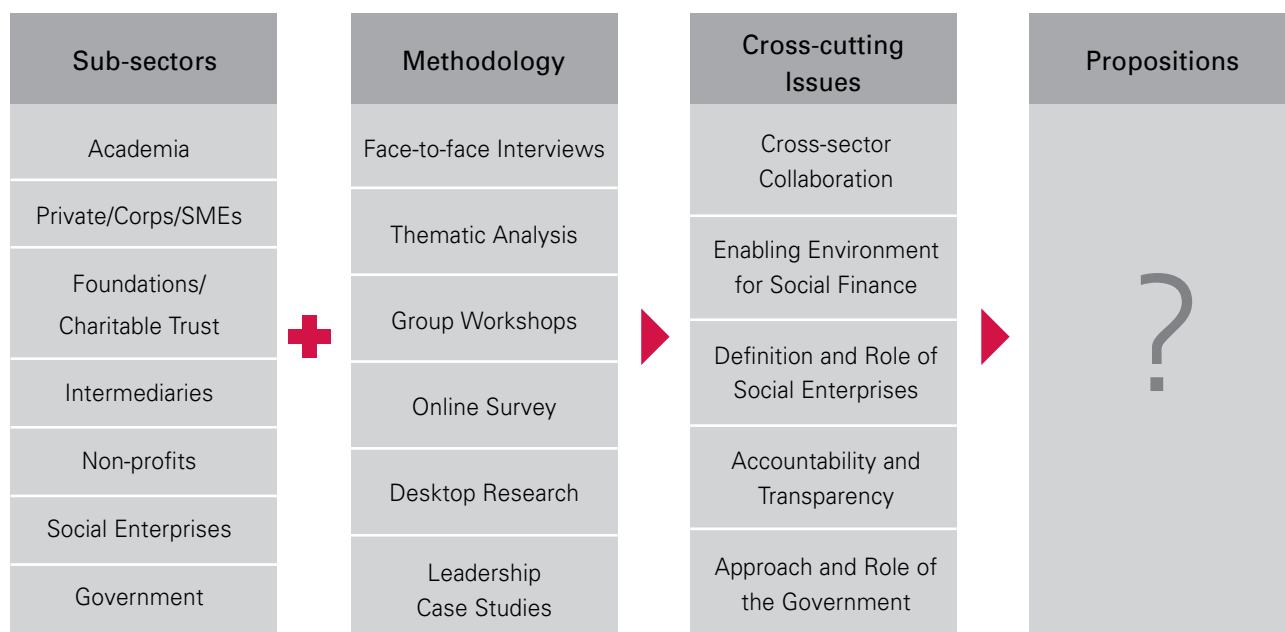 Sub-sectors
Academia
Private/Corps/SMEs
Foundations/
Charitable Trust
Intermediaries
Non-profits
Social Enterprises
Government
Methodology
Face-to-face Interviews
Thematic Analysis
Group Workshops
Online Survey
Desktop Research
Leadership
Case Studies
Cross-cutting
Issues
Cross-sector
Collaboration
Enabling Environment
for Social Finance
Definition and Role of
Social Enterprises
Accountability and
Transparency
Approach and Role of
the Government
Propositions
?